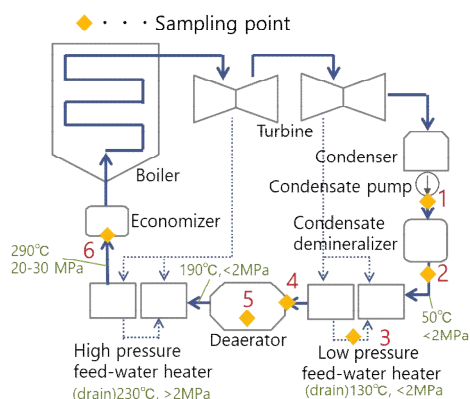 ◆・・・Sampling point
Turbine
Boiler
Condenser
Condensate pump
1
Economizer
Condensate
demineralizer
6
290℃
20-30 MPa
190℃,<2MPa
4
2
5
50℃
<2MPa
Deaerator
3
High pressure
feed-water heater
(drain)230℃, >2MPa
Low pressure
feed-water heater
(drain)130℃, <2MPa